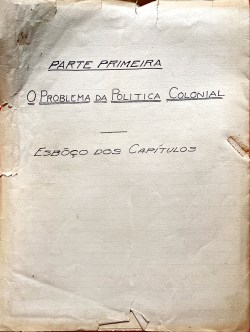 PARTE PRIMEIRA
O PROBLEMA DA POLITICA COLONIAL
ESBÔÇO DOS CAPÍTULOS